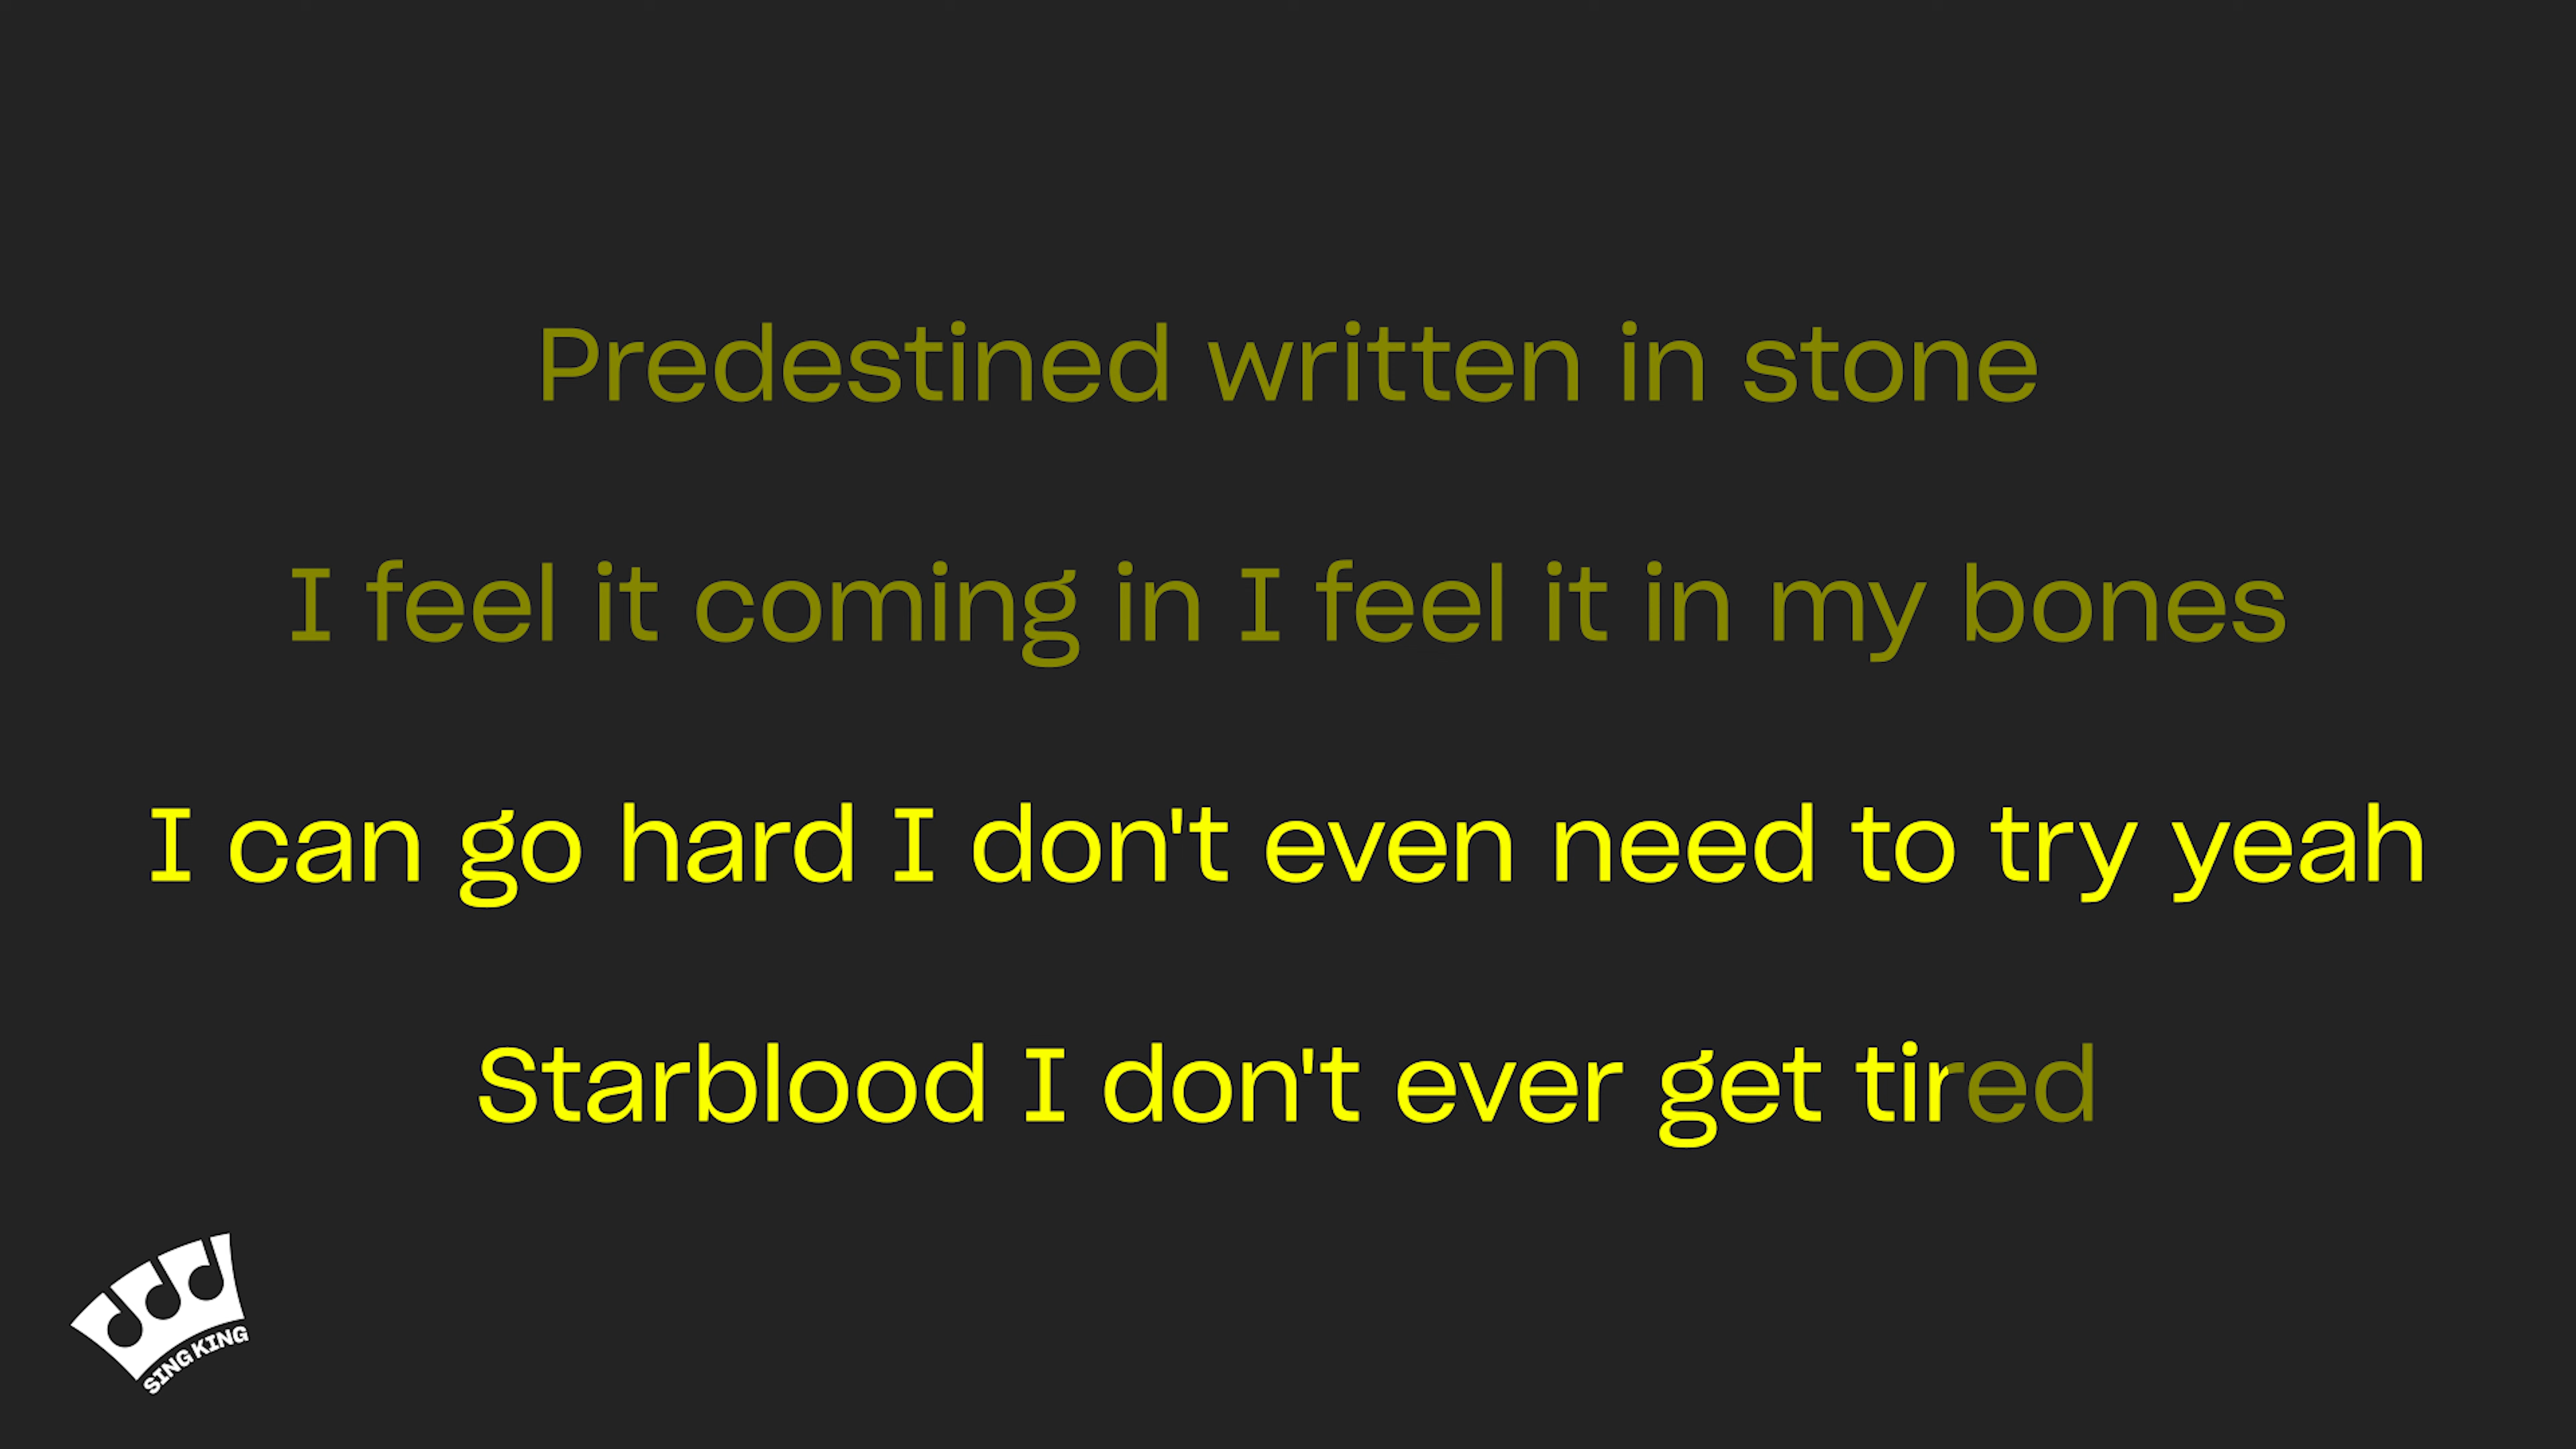 Predestined written in stone
I feel it coming in I feel it in my bones
I can go hard I don't even need to try yeah
Starblood I don't ever get tired
SING KING